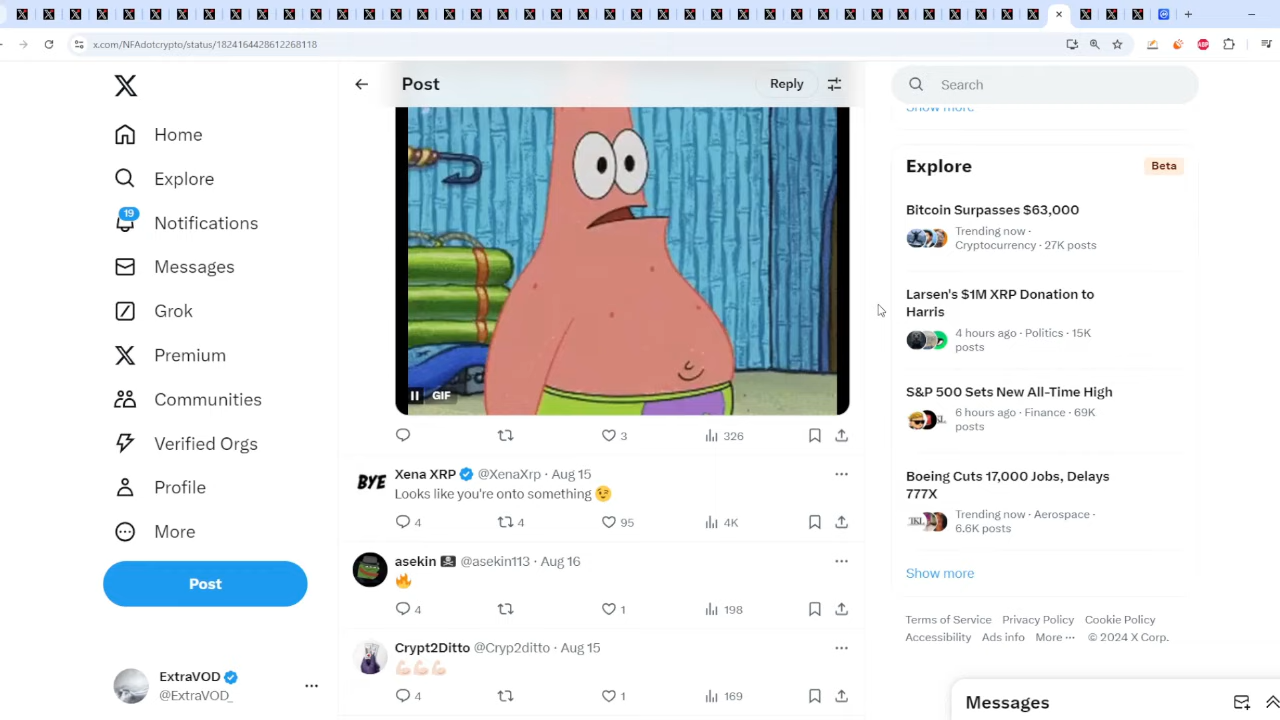 x.com/NFAdotcrypto/status/1824164428612268118
ABP
Home
Explore
19
Notifications
Messages
Grok
Premium
Communities
Verified Orgs
Profile
More
Post
ExtraVOD
@ExtraVOD_
Post
Reply
GIF
3
326
BYE
Xena XRP @XenaXrp · Aug 15
Looks like you're onto something 😉
4
4
95
4K
asekin 🏴‍☠️ @asekin113 · Aug 16
🔥
4
1
198
Crypt2Ditto @Cryp2ditto · Aug 15
💪🏻💪🏻💪🏻
4
1
169
Search
Show more
Explore
Beta
Bitcoin Surpasses $63,000
Trending now ·
Cryptocurrency · 27K posts
Larsen's $1M XRP Donation to
Harris
4 hours ago · Politics · 15K
posts
S&P 500 Sets New All-Time High
6 hours ago · Finance · 69K
posts
Boeing Cuts 17,000 Jobs, Delays
777X
Trending now · Aerospace ·
6.6K posts
Show more
Terms of Service Privacy Policy Cookie Policy
Accessibility Ads info More ··· © 2024 X Corp.
Messages